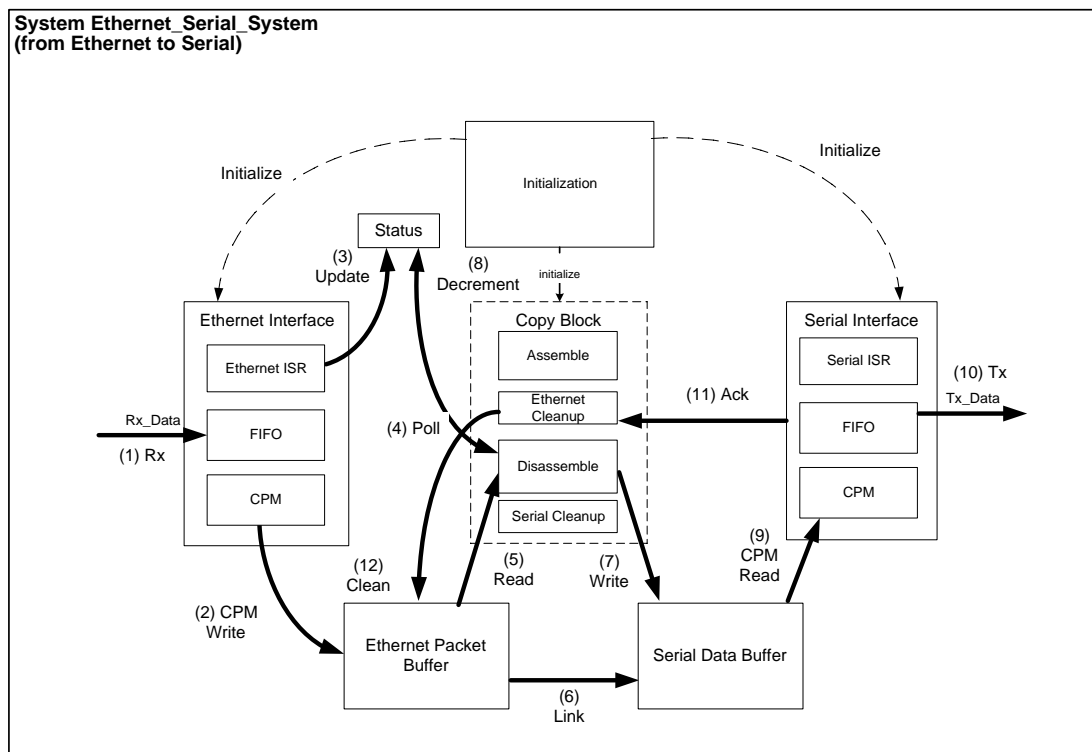 System Ethernet_Serial_System
(from Ethernet to Serial)
Initialize
Initialization
Initialize
Status
(3)
Update
(8)
Decrement
initialize
Ethernet Interface
Ethernet ISR
FIFO
CPM
Rx_Data
(1) Rx
Copy Block
Assemble
Ethernet
Cleanup
Disassemble
Serial Cleanup
(4) Poll
(11) Ack
Serial Interface
Serial ISR
FIFO
CPM
(10) Tx
Tx_Data
(2) CPM
Write
(12)
Clean
(5)
Read
(7)
Write
(9)
CPM
Read
Ethernet Packet
Buffer
(6)
Link
Serial Data Buffer